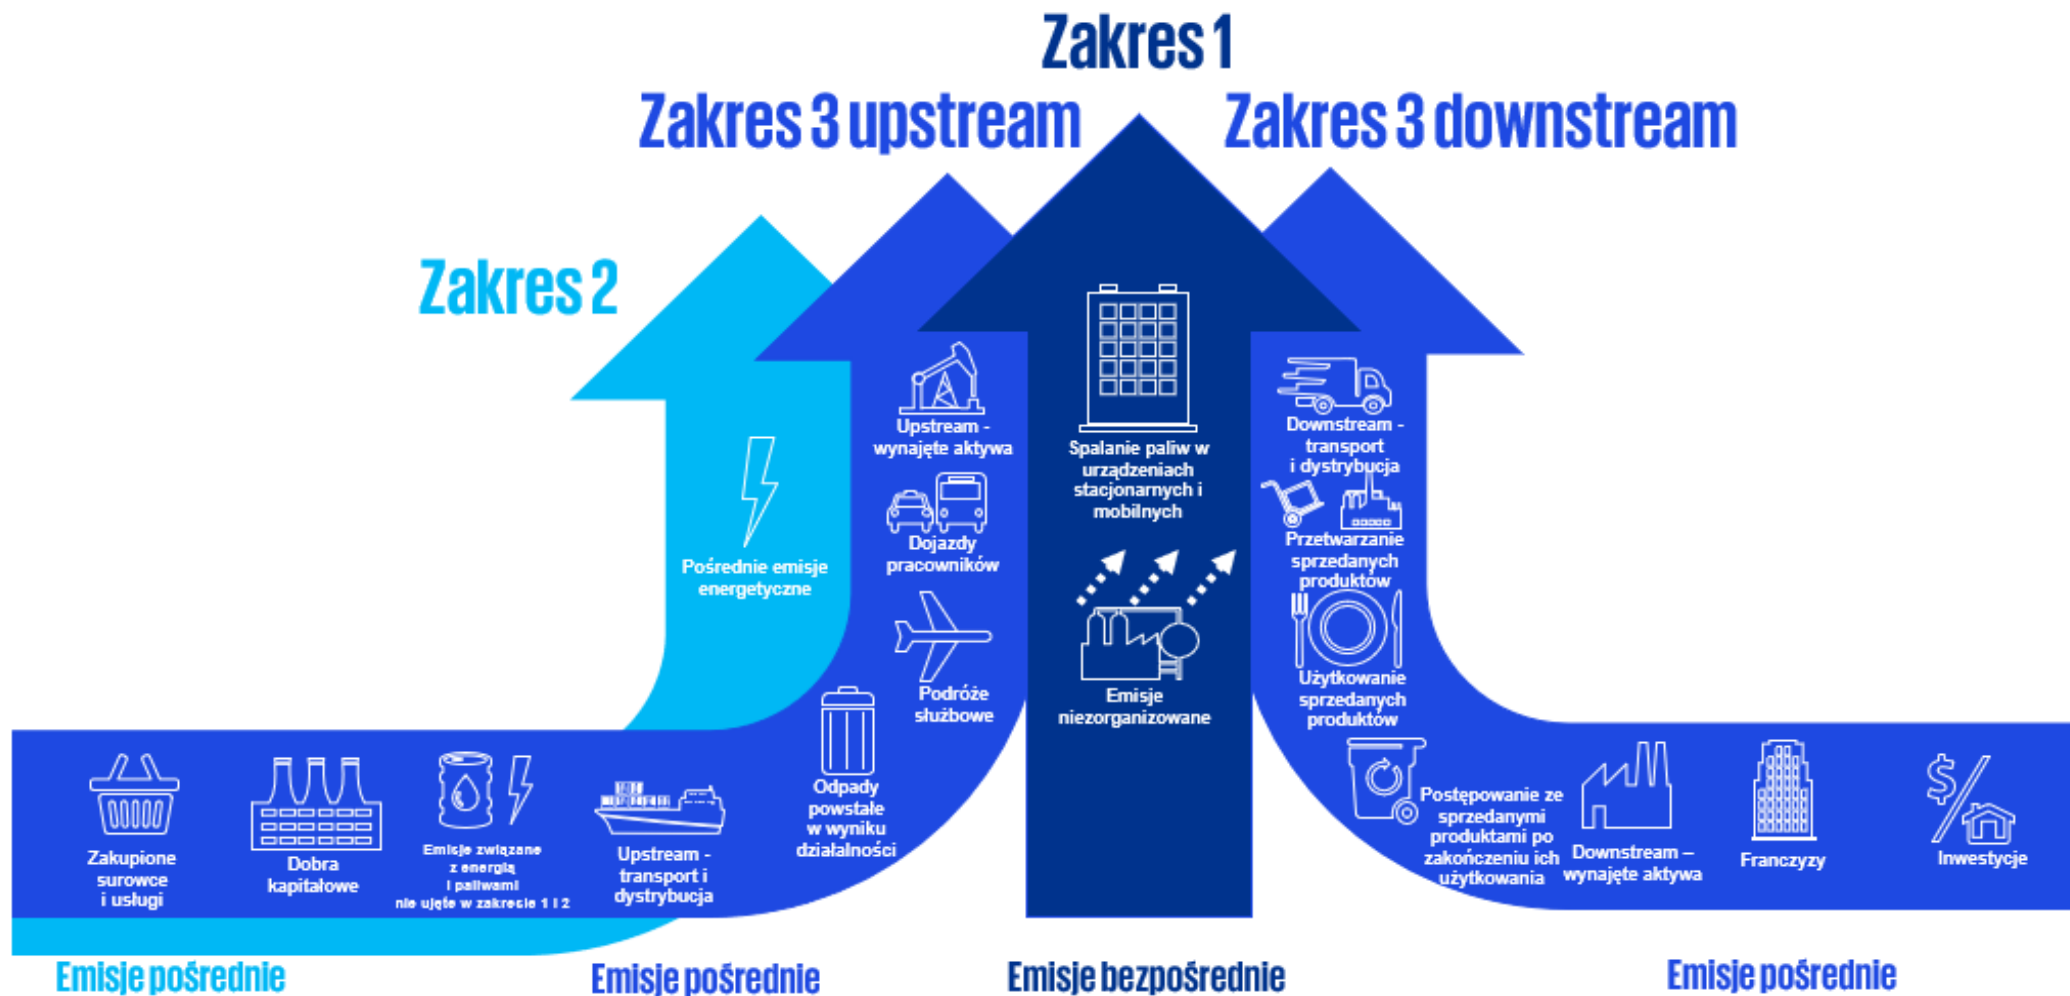 Zakres 1
Zakres 3 upstream
Zakres 3 downstream
Zakres 2
Pośrednie emisje
energetyczne
Upstream -
wynajęte aktywa
Dojazdy
pracowników
Podróże
służbowe
Odpady
powstałe
w wyniku
działalności
Upstream -
transport i
dystrybucja
Emisje związane
z energią
i paliwami
nie ujęte w zakresie 1 i 2
Dobra
kapitałowe
Zakupione
surowce
i usługi
Spalanie paliw w
urządzeniach
stacjonarnych i
mobilnych
Emisje
niezorganizowane
Downstream -
transport
i dystrybucja
Przetwarzanie
sprzedanych
produktów
Użytkowanie
sprzedanych
produktów
Postępowanie ze
sprzedanymi
produktami po
zakończeniu ich
użytkowania
Downstream –
wynajęte aktywa
Franczyzy
$
Inwestycje
Emisje pośrednie
Emisje pośrednie
Emisje bezpośrednie
Emisje pośrednie